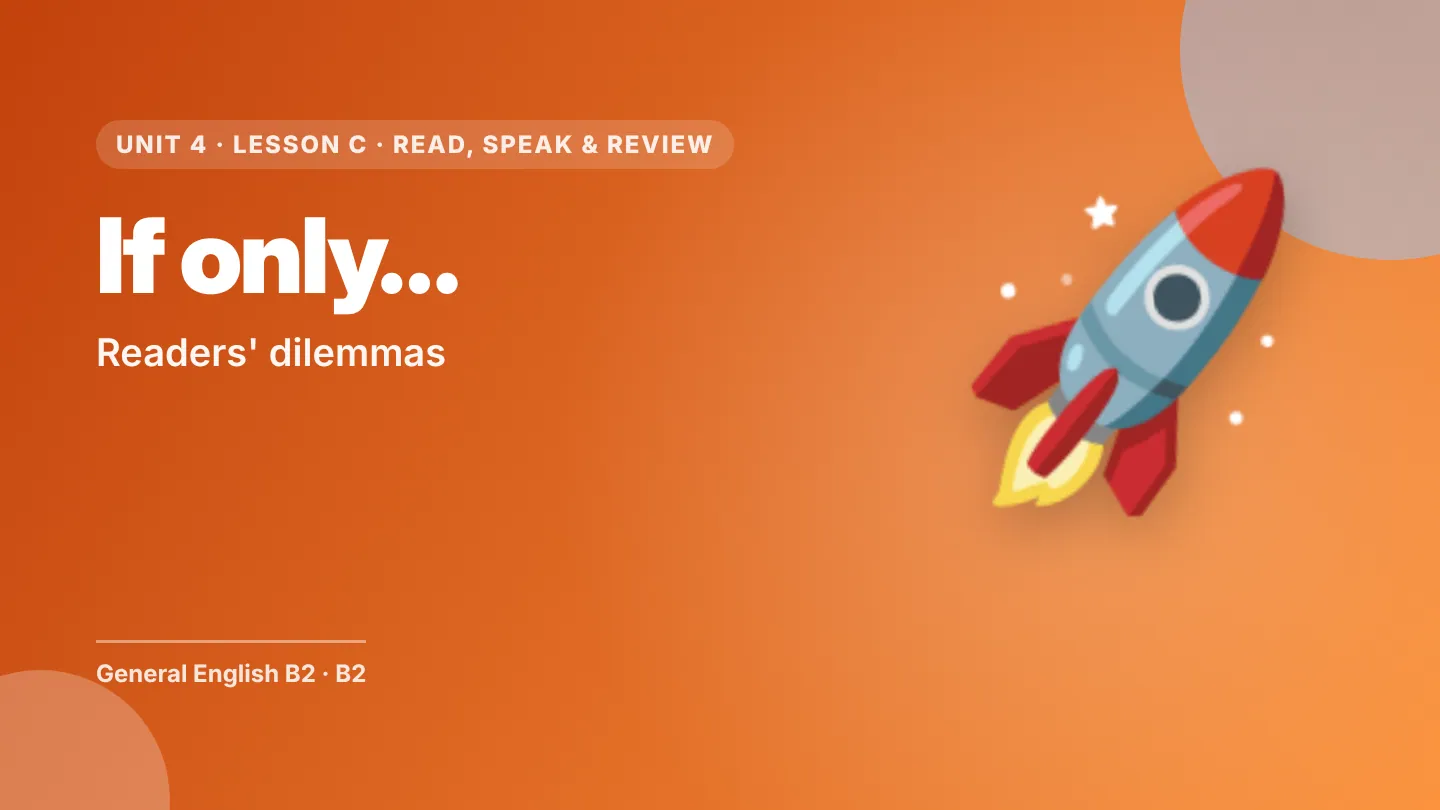 UNIT 4 · LESSON C · READ, SPEAK & REVIEW
If only...
Readers' dilemmas
General English B2 · B2